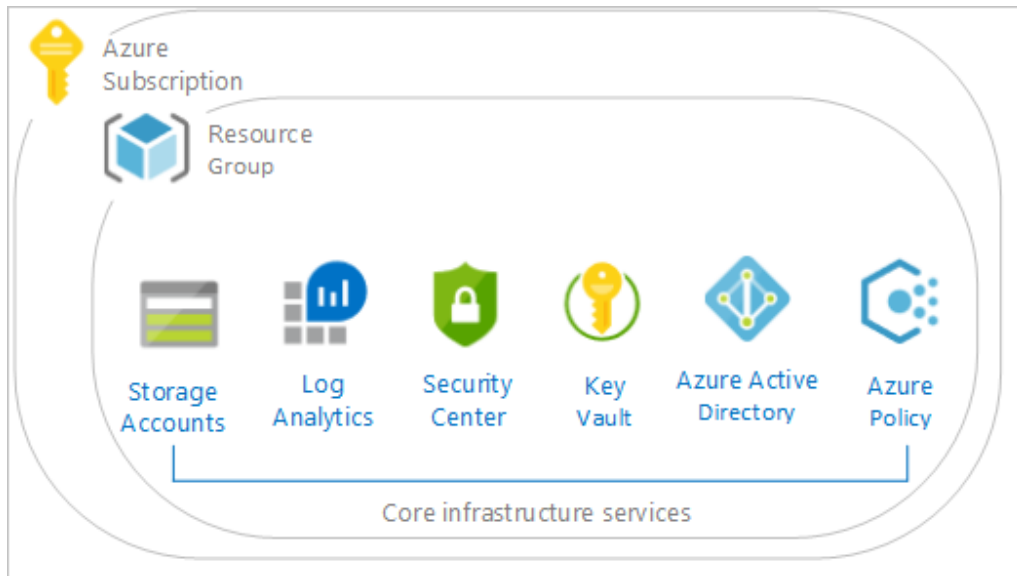 Azure
Subscription
Resource
Group
Storage
Accounts
Log
Analytics
Security
Center
Key
Vault
Azure Active
Directory
Azure
Policy
Core infrastructure services